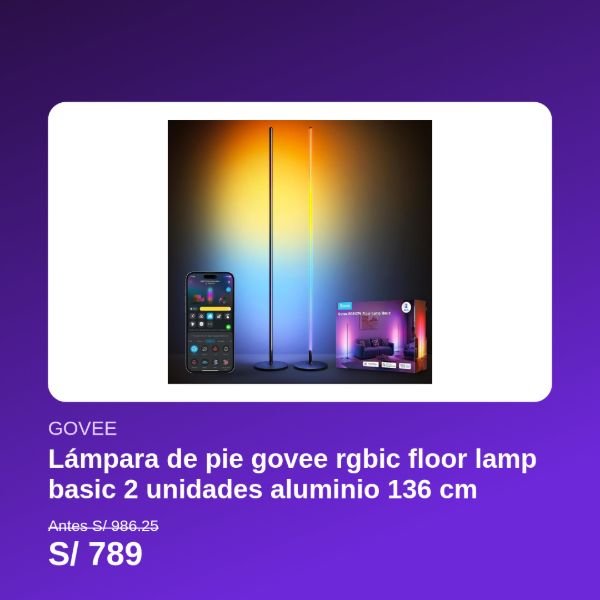 GOVEE
Lámpara de pie govee rgbic floor lamp
basic 2 unidades aluminio 136 cm
Antes S/ 986.25
S/ 789